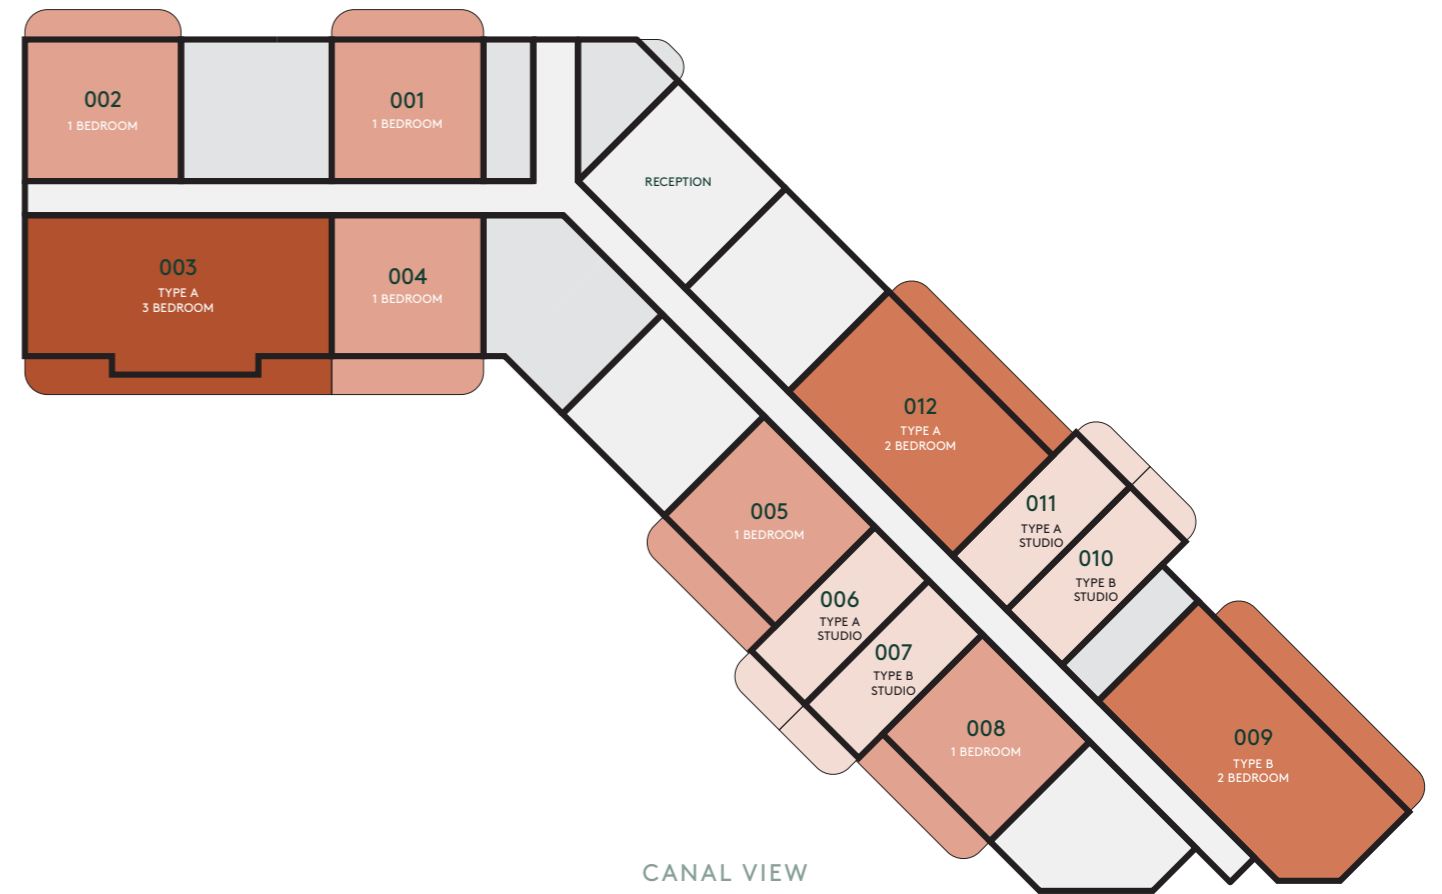 002
1 BEDROOM
001
1 BEDROOM
RECEPTION
003
TYPE A
3 BEDROOM
004
1 BEDROOM
012
TYPE A
2 BEDROOM
011
TYPE A
STUDIO
010
TYPE B
STUDIO
005
1 BEDROOM
006
TYPE A
STUDIO
007
TYPE B
STUDIO
008
1 BEDROOM
009
TYPE B
2 BEDROOM
CANAL VIEW